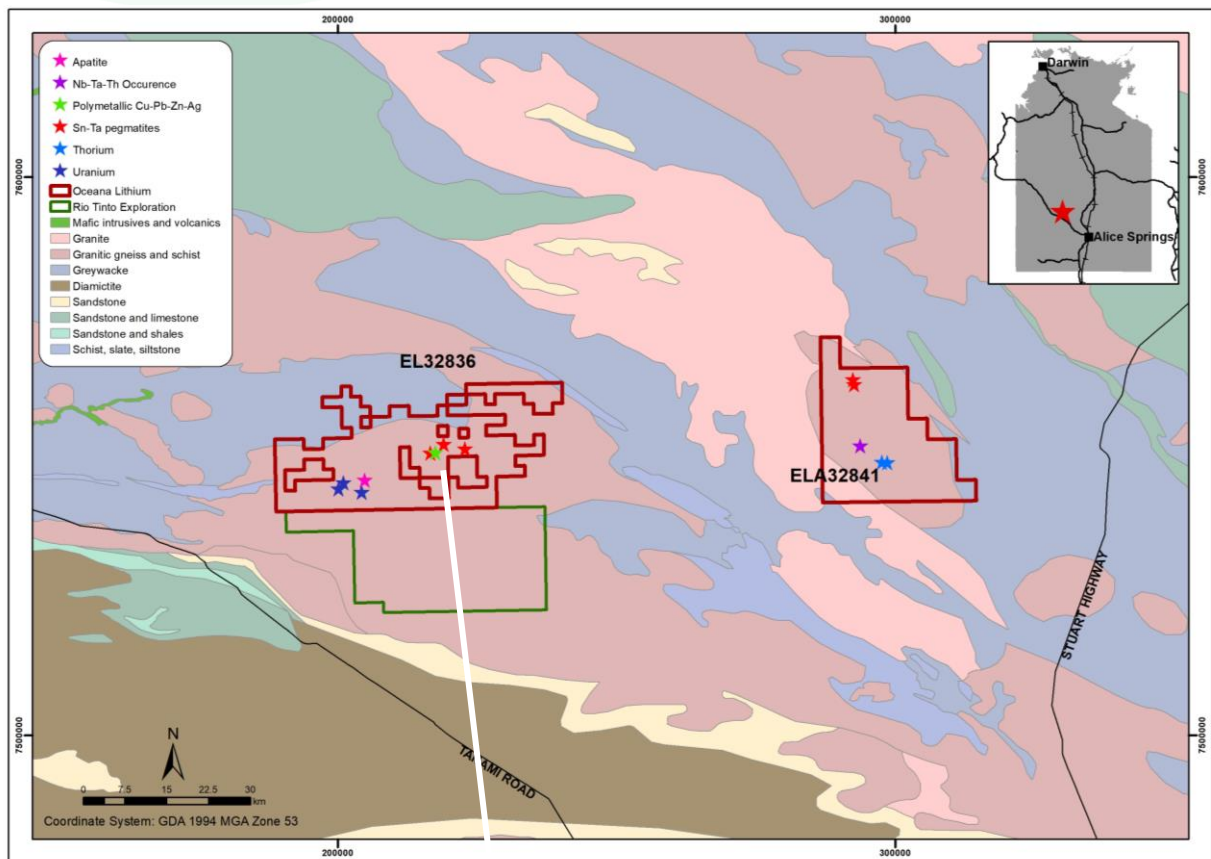 200000
300000
Apatite
Nb-Ta-Th Occurence
Polymetallic Cu-Pb-Zn-Ag
Sn-Ta pegmatites
Thorium
Uranium
Oceana Lithium
Rio Tinto Exploration
Mafic intrusives and volcanics
Granite
Granitic gneiss and schist
Greywacke
Diamictite
Sandstone
Sandstone and limestone
Sandstone and shales
Schist, slate, siltstone
Darwin
Alice Springs
7600000
7600000
EL32836
ELA32841
STUART HIGHWAY
TANAMI ROAD
7500000
7500000
N
0 7.5 15 22.5 30
km
Coordinate System: GDA 1994 MGA Zone 53
200000
300000